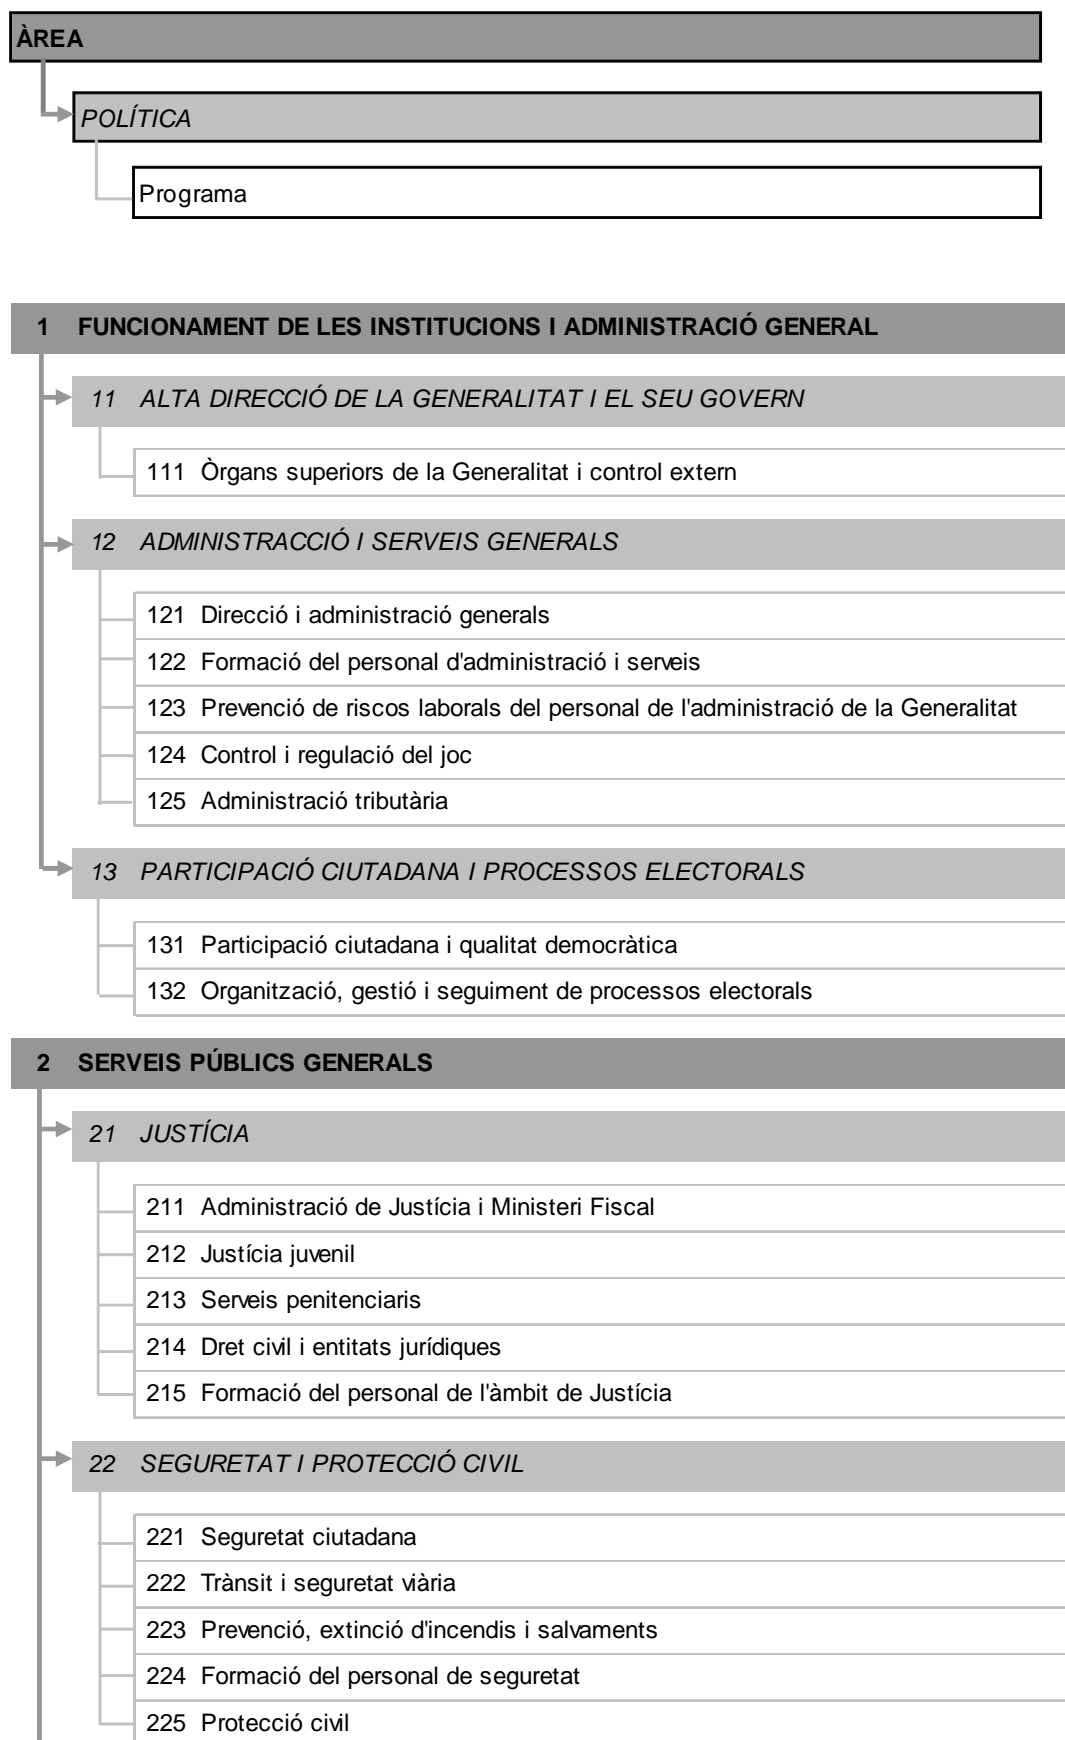 ÀREA
POLÍTICA
Programa
1 FUNCIONAMENT DE LES INSTITUCIONS I ADMINISTRACIÓ GENERAL
11 ALTA DIRECCIÓ DE LA GENERALITAT I EL SEU GOVERN
111 Òrgans superiors de la Generalitat i control extern
12 ADMINISTRACCIÓ I SERVEIS GENERALS
121 Direcció i administració generals
122 Formació del personal d'administració i serveis
123 Prevenció de riscos laborals del personal de l'administració de la Generalitat
124 Control i regulació del joc
125 Administració tributària
13 PARTICIPACIÓ CIUTADANA I PROCESSOS ELECTORALS
131 Participació ciutadana i qualitat democràtica
132 Organització, gestió i seguiment de processos electorals
2 SERVEIS PÚBLICS GENERALS
21 JUSTÍCIA
211 Administració de Justícia i Ministeri Fiscal
212 Justícia juvenil
213 Serveis penitenciaris
214 Dret civil i entitats jurídiques
215 Formació del personal de l'àmbit de Justícia
22 SEGURETAT I PROTECCIÓ CIVIL
221 Seguretat ciutadana
222 Trànsit i seguretat viària
223 Prevenció, extinció d'incendis i salvaments
224 Formació del personal de seguretat
225 Protecció civil